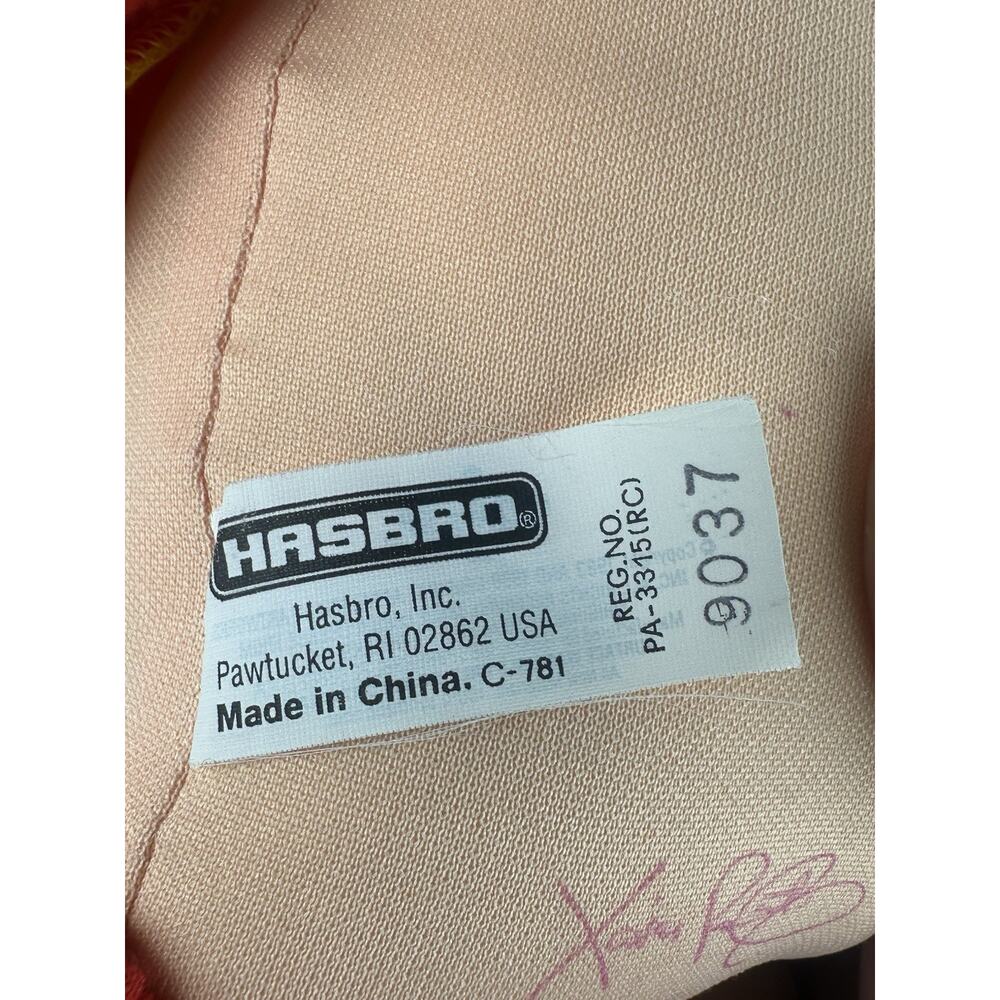 HASBRO®
Hasbro, Inc.
Pawtucket, RI 02862 USA
Made in China. C-781
REG.NO.
PA-3315(RC)
9037